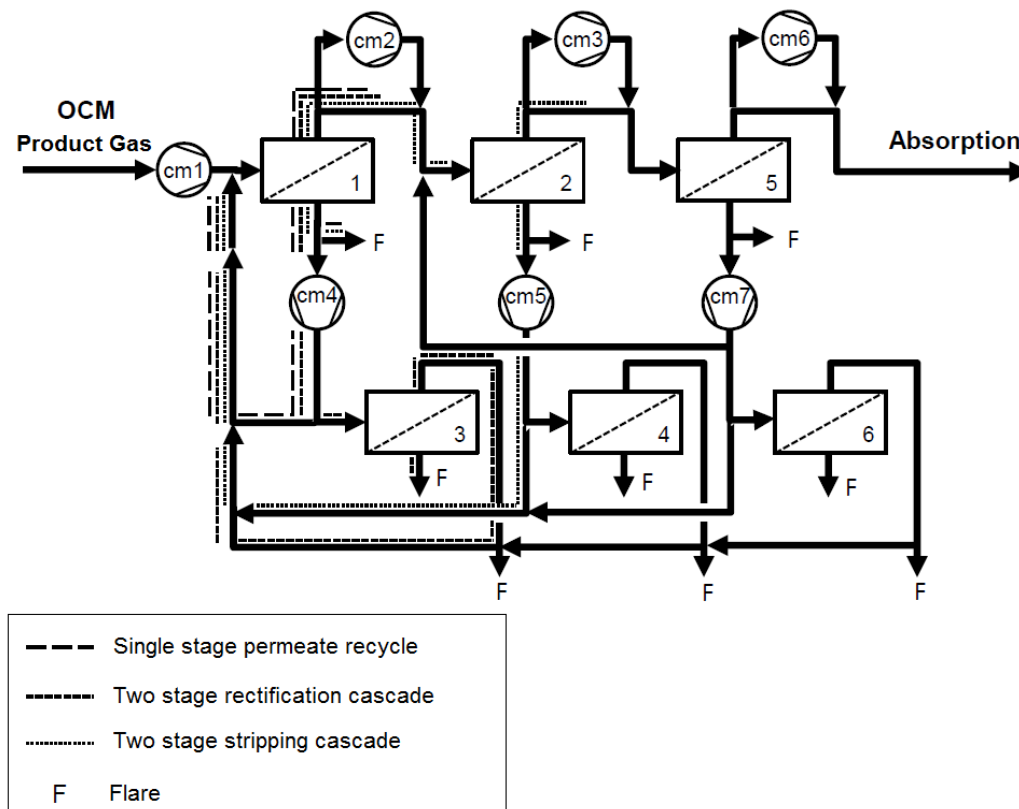 cm2
cm3
cm6
OCM
Product Gas
Absorption
cm1
1
2
5
F
F
F
cm4
cm5
cm7
3
4
6
F
F
F
F
F
F
Single stage permeate recycle
Two stage rectification cascade
Two stage stripping cascade
F Flare